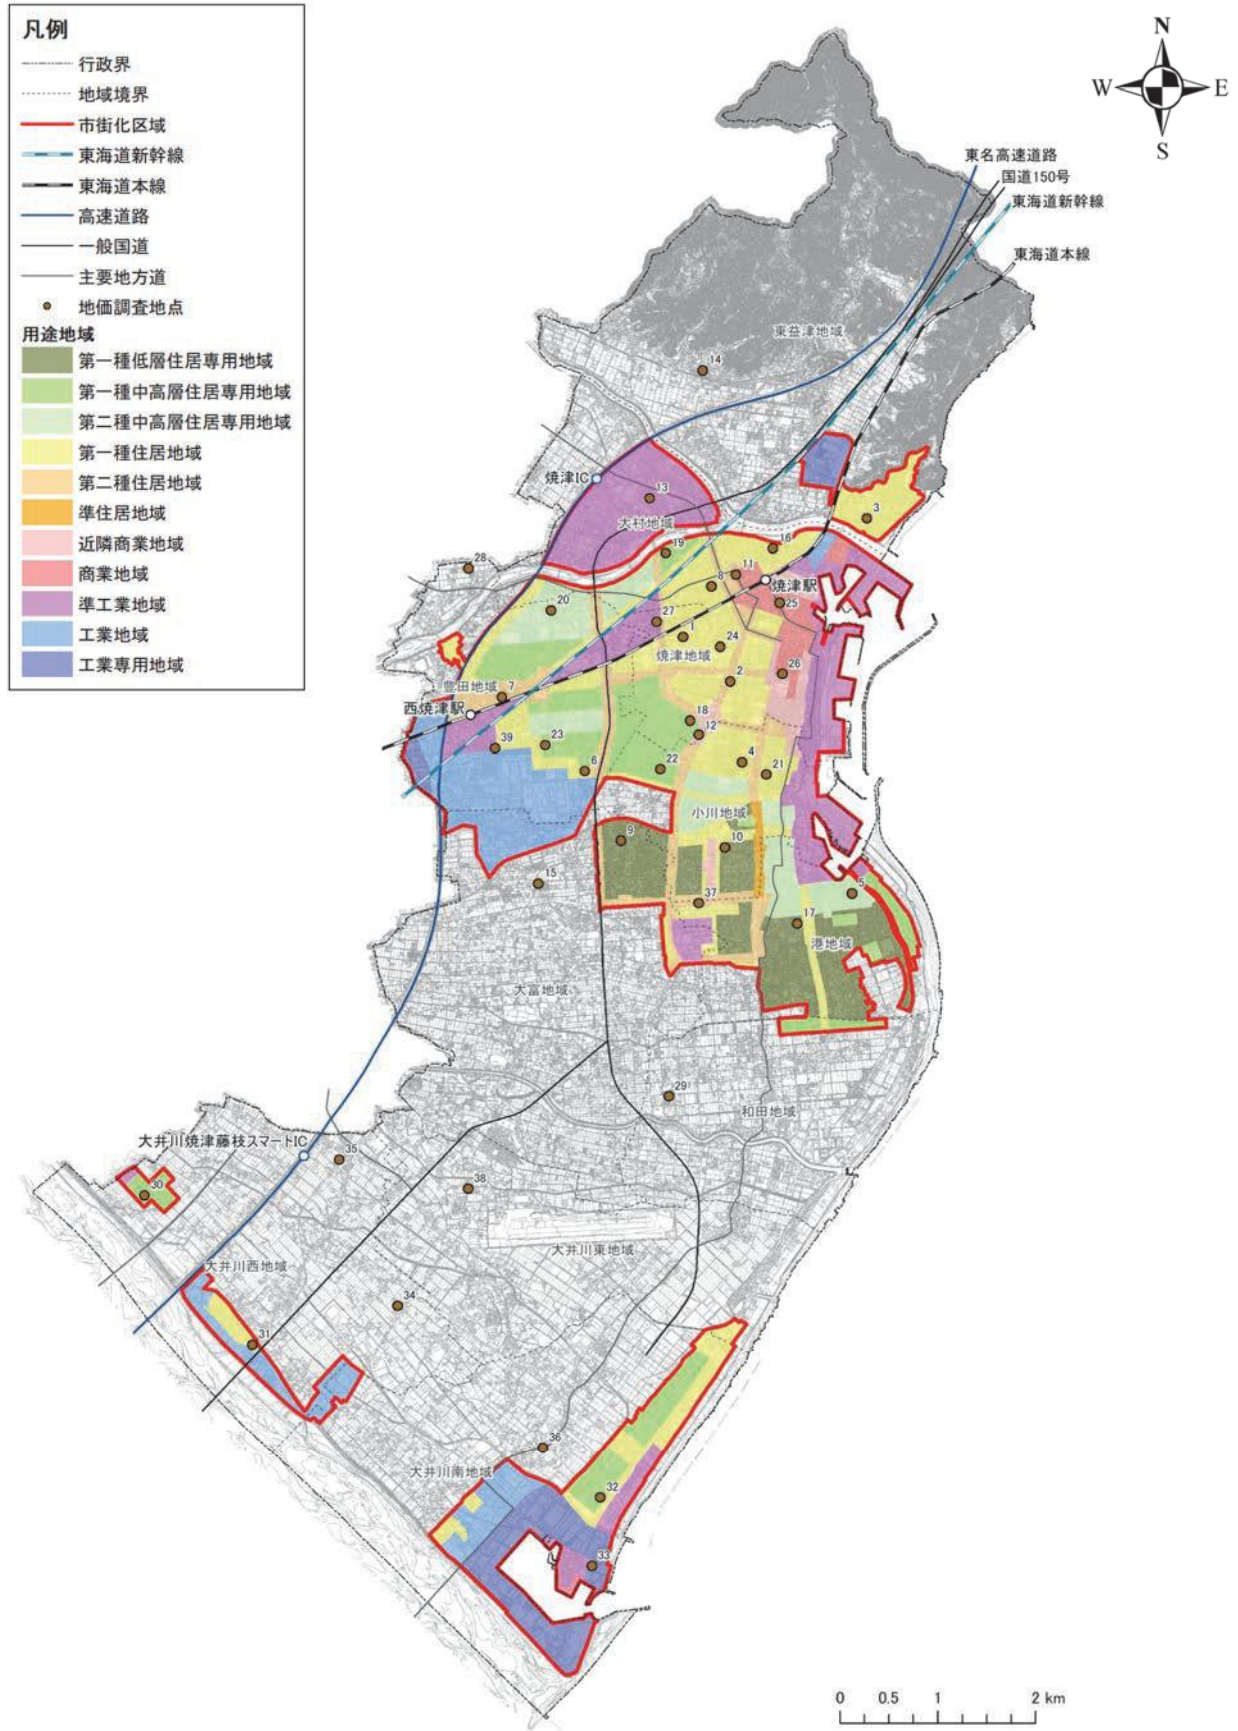 凡例
行政界
地域境界
市街化区域
東海道新幹線
東海道本線
高速道路
一般国道
主要地方道
地価調査地点
用途地域
第一種低層住居専用地域
第一種中高層住居専用地域
第二種中高層住居専用地域
第一種住居地域
第二種住居地域
準住居地域
近隣商業地域
商業地域
準工業地域
工業地域
工業専用地域
N
W E
S
東名高速道路
国道150号
東海道新幹線
東海道本線
東益津地域
14
焼津IC
13
大村地域
3
16
19
28
11
8
焼津駅
25
20
27
1
24
焼津地域
26
2
豊田地域
7
西焼津駅
18
12
39
23
6
22
4
21
小川地域
9
10
15
37
5
17
港地域
大富地域
29
和田地域
大井川焼津藤枝スマートIC
35
30
38
大井川東地域
大井川西地域
34
31
36
大井川南地域
32
33
0 0.5 1 2 km